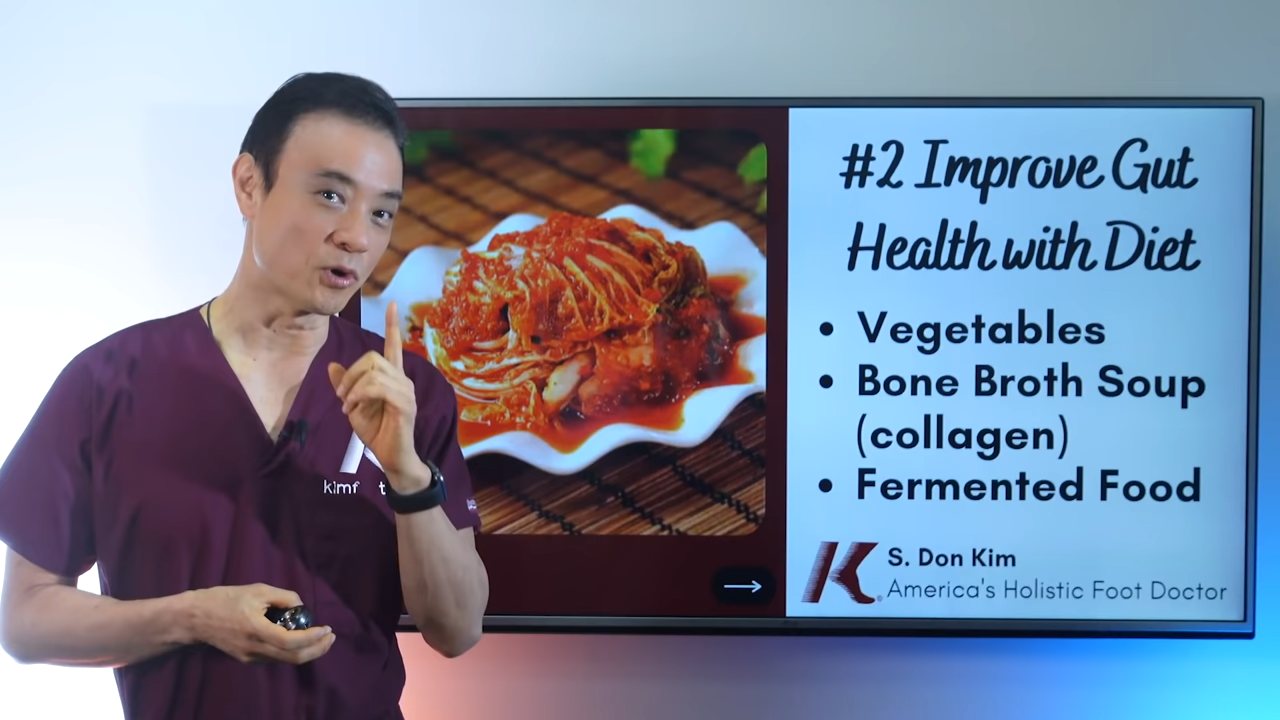 #2 Improve Gut
Health with Diet
• Vegetables
• Bone Broth Soup
(collagen)
• Fermented Food
K
S. Don Kim
America's Holistic Foot Doctor
kimf t